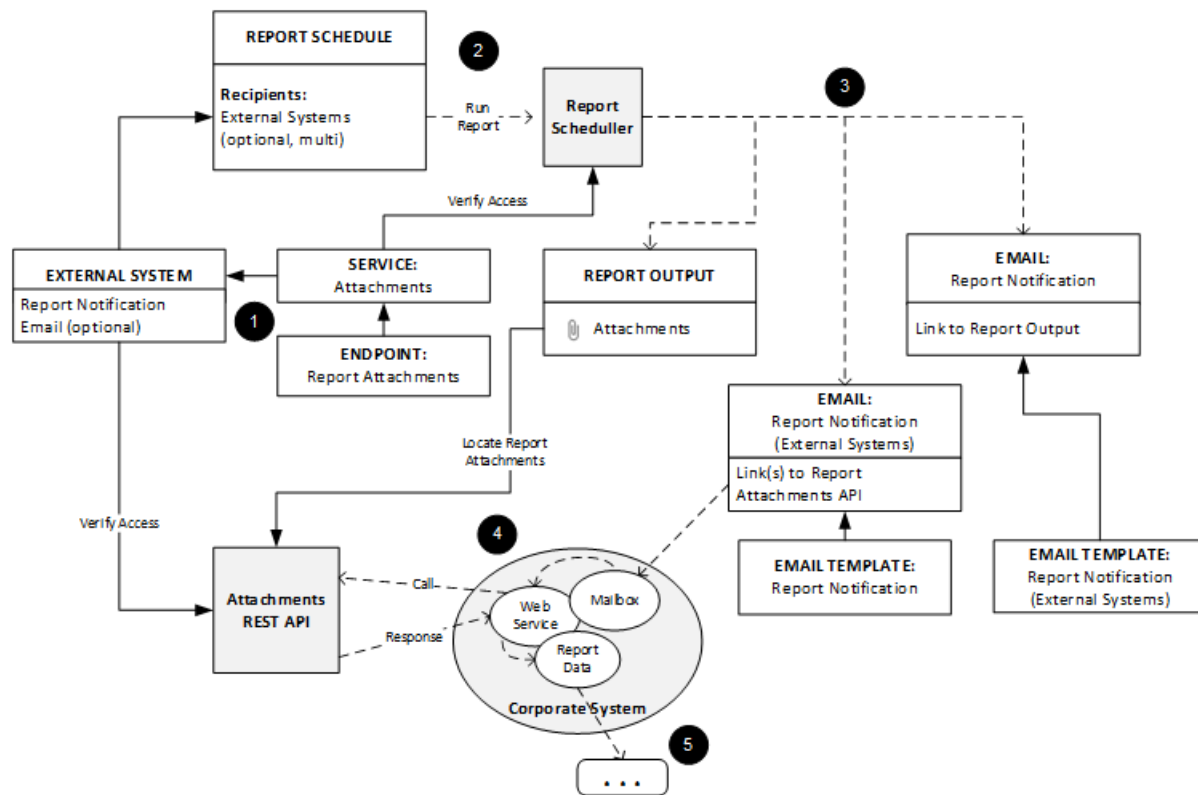 REPORT SCHEDULE
Recipients:
External Systems
(optional, multi)
2
Run
Report
Report
Scheduller
3
Verify Access
EXTERNAL SYSTEM
Report Notification
Email (optional)
1
SERVICE:
Attachments
ENDPOINT:
Report Attachments
REPORT OUTPUT
Attachments
EMAIL:
Report Notification
Link to Report Output
EMAIL:
Report Notification
(External Systems)
Link(s) to Report
Attachments API
Locate Report
Attachments
Verify Access
EMAIL TEMPLATE:
Report Notification
EMAIL TEMPLATE:
Report Notification
(External Systems)
4
Attachments
REST API
Call
Response
Web
Service
Mailbox
Report
Data
Corporate System
5
...